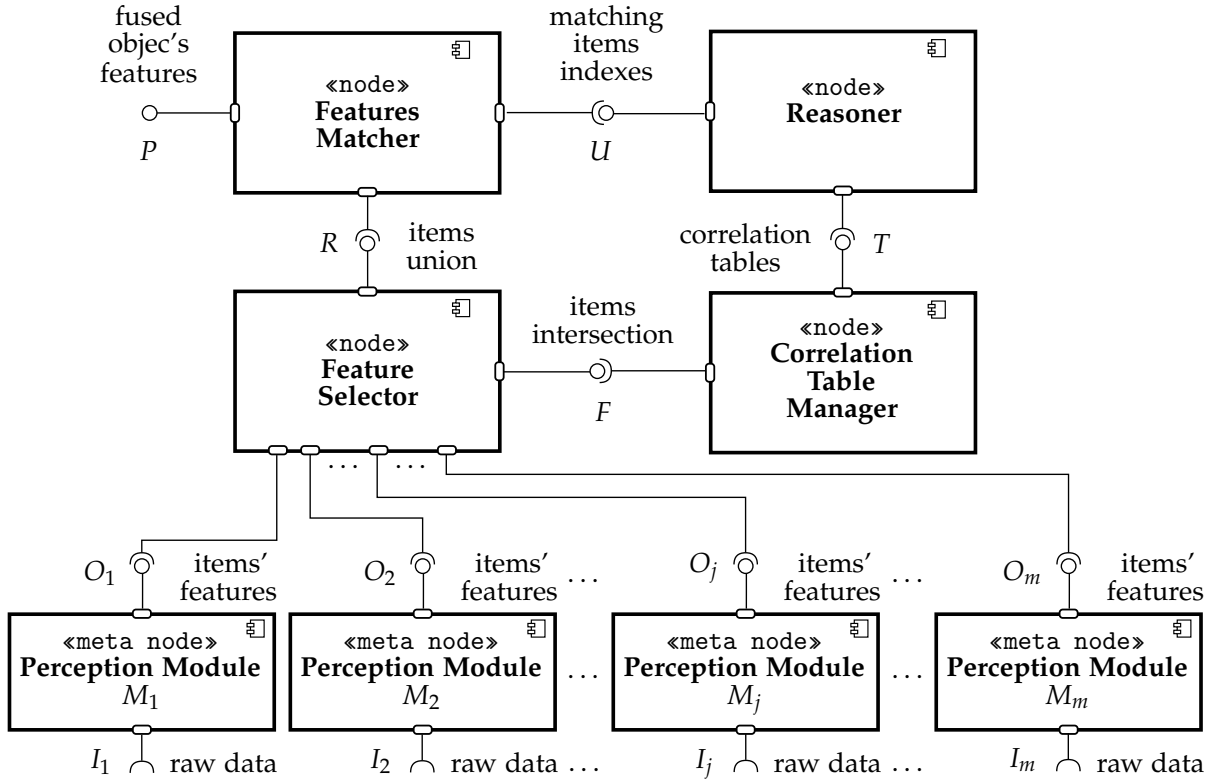 fused
objec's
features
P
«node»
Features
Matcher
matching
items
indexes
U
«node»
Reasoner
R
items
union
correlation
tables
T
«node»
Feature
Selector
items
intersection
F
«node»
Correlation
Table
Manager
... ...
O1 items'
features
O2 items'
features ...
Oj items'
features ...
Om items'
features
«meta node»
Perception Module
M1
«meta node»
Perception Module ...
M2
«meta node»
Perception Module ...
Mj
«meta node»
Perception Module
Mm
I1 raw data
I2 raw data ...
Ij raw data ...
Im raw data